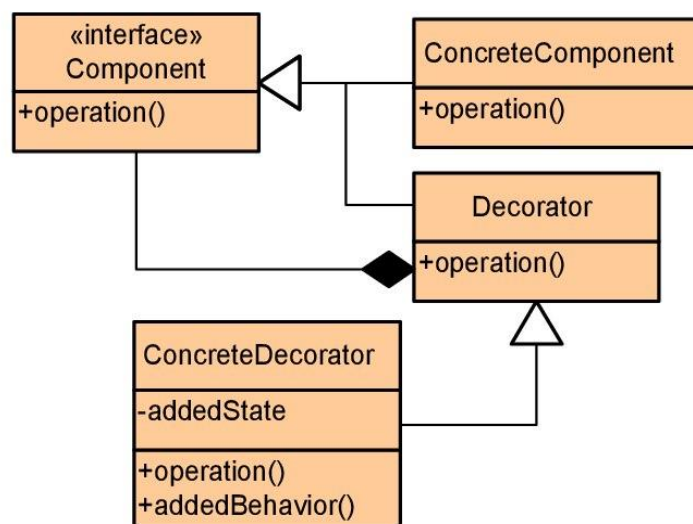 «interface»
Component
+operation()
ConcreteComponent
+operation()
Decorator
+operation()
ConcreteDecorator
-addedState
+operation()
+addedBehavior()